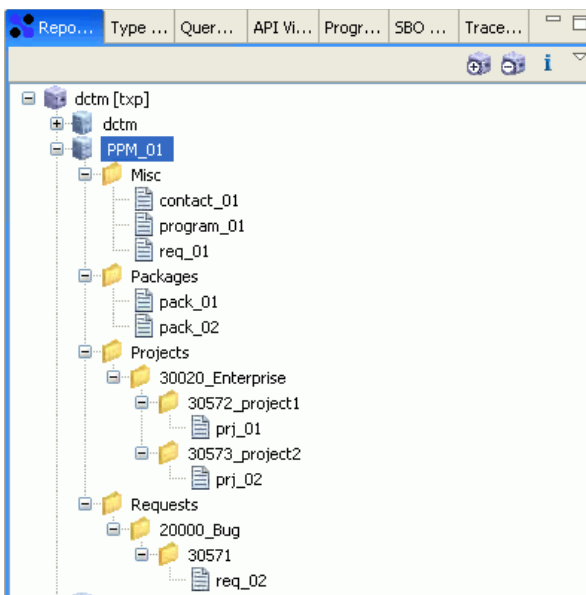 Repo... Type ... Quer... API Vi... Progr... SBO ... Trace...
i
dctm [txp]
dctm
PPM_01
Misc
contact_01
program_01
req_01
Packages
pack_01
pack_02
Projects
30020_Enterprise
30572_project1
prj_01
30573_project2
prj_02
Requests
20000_Bug
30571
req_02